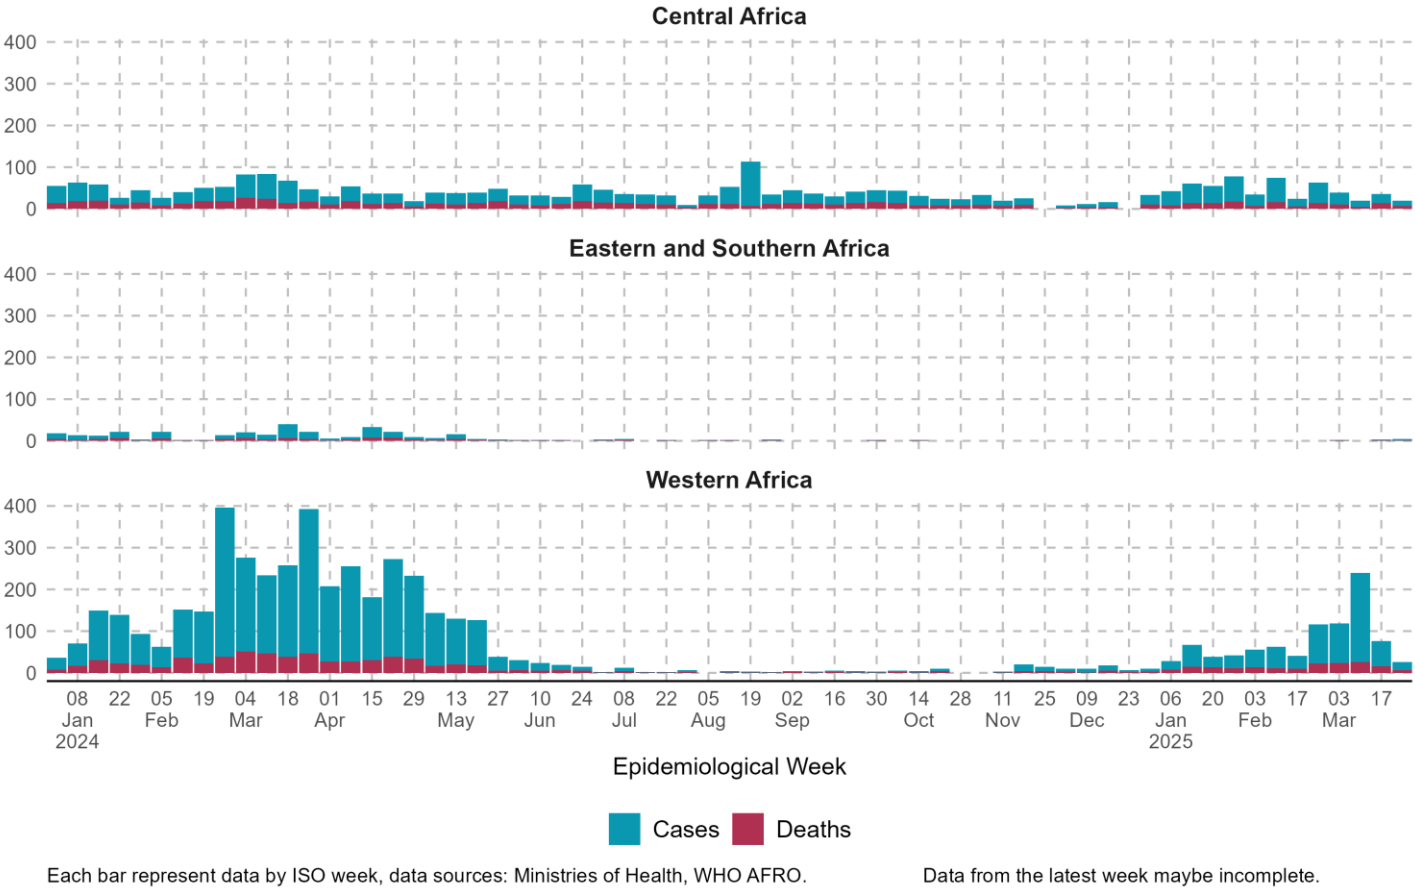 Central Africa
400
300
200
100
0
Eastern and Southern Africa
400
300
200
100
0
Western Africa
400
300
200
100
0
08 22 05 19 04 18 01 15 29 13 27 10 24 08 22 05 19 02 16 30 14 28 11 25 09 23 06 20 03 17 03 17
Jan Feb Mar Apr May Jun Jul Aug Sep Oct Nov Dec Jan Feb Mar
2024 2025
Epidemiological Week
Cases Deaths
Each bar represent data by ISO week, data sources: Ministries of Health, WHO AFRO. Data from the latest week maybe incomplete.